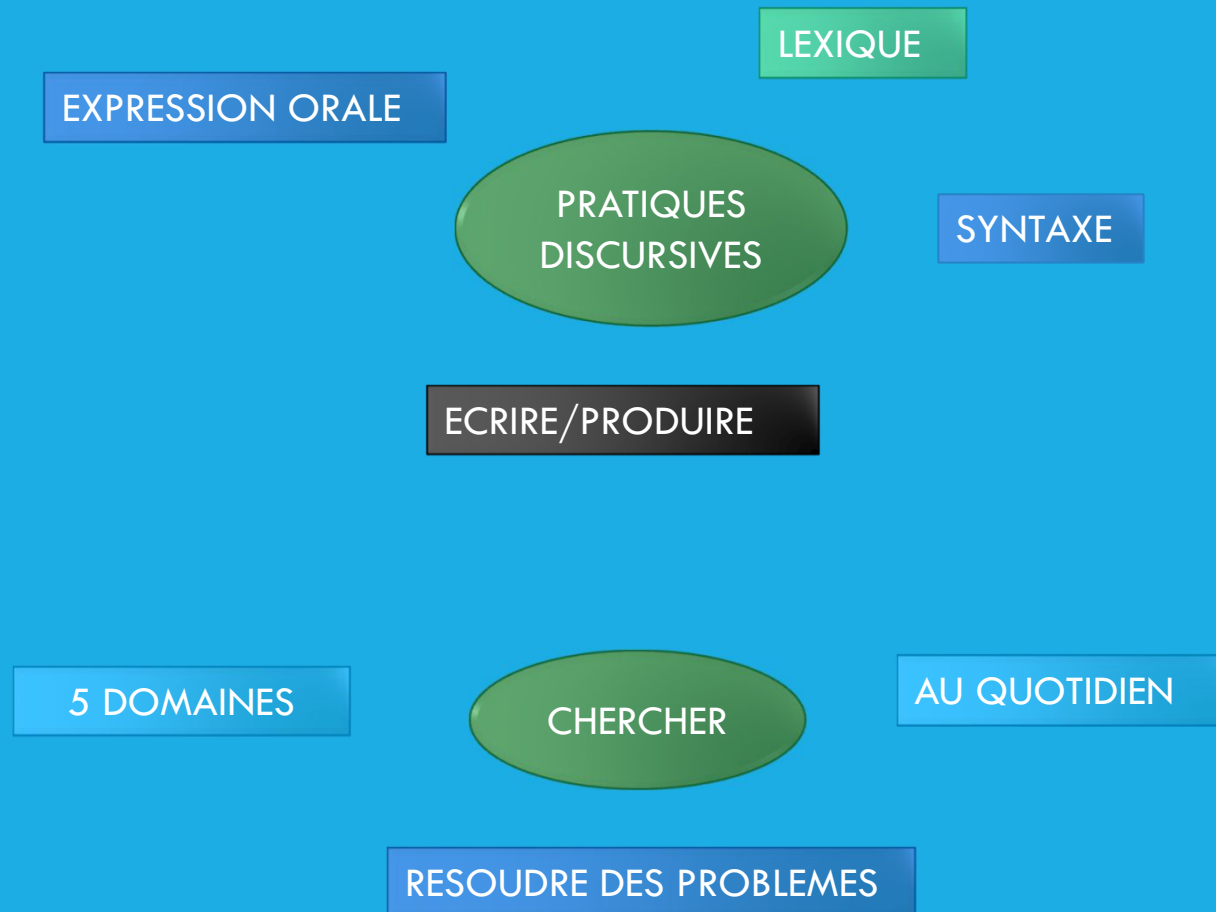 LEXIQUE
EXPRESSION ORALE
PRATIQUES
DISCURSIVES
SYNTAXE
ECRIRE/PRODUIRE
5 DOMAINES
CHERCHER
AU QUOTIDIEN
RESOUDRE DES PROBLEMES